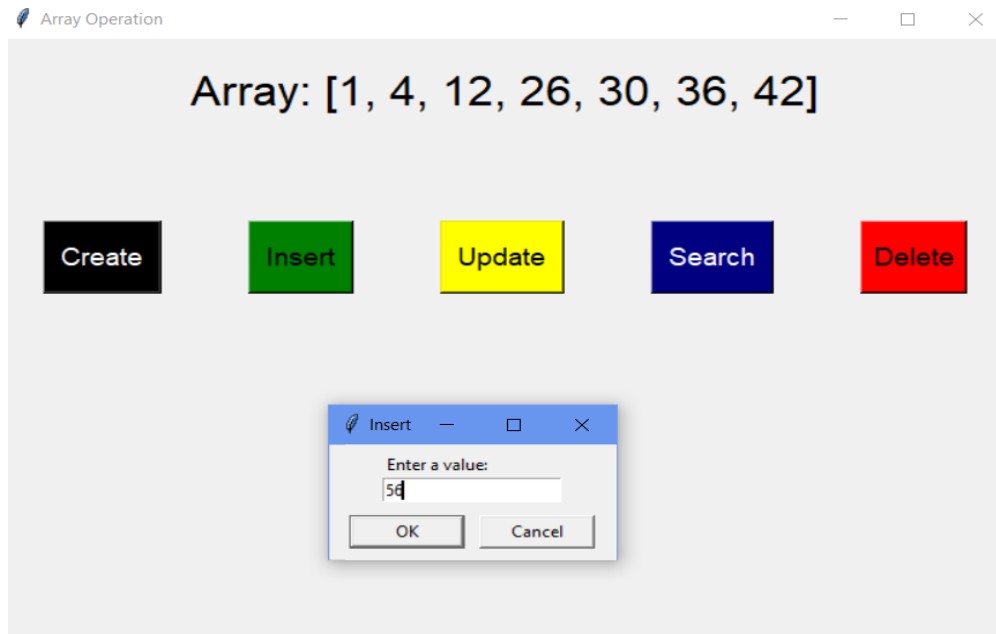 Array Operation
Array: [1, 4, 12, 26, 30, 36, 42]
Create Insert Update Search Delete
Insert
Enter a value:
56
OK Cancel